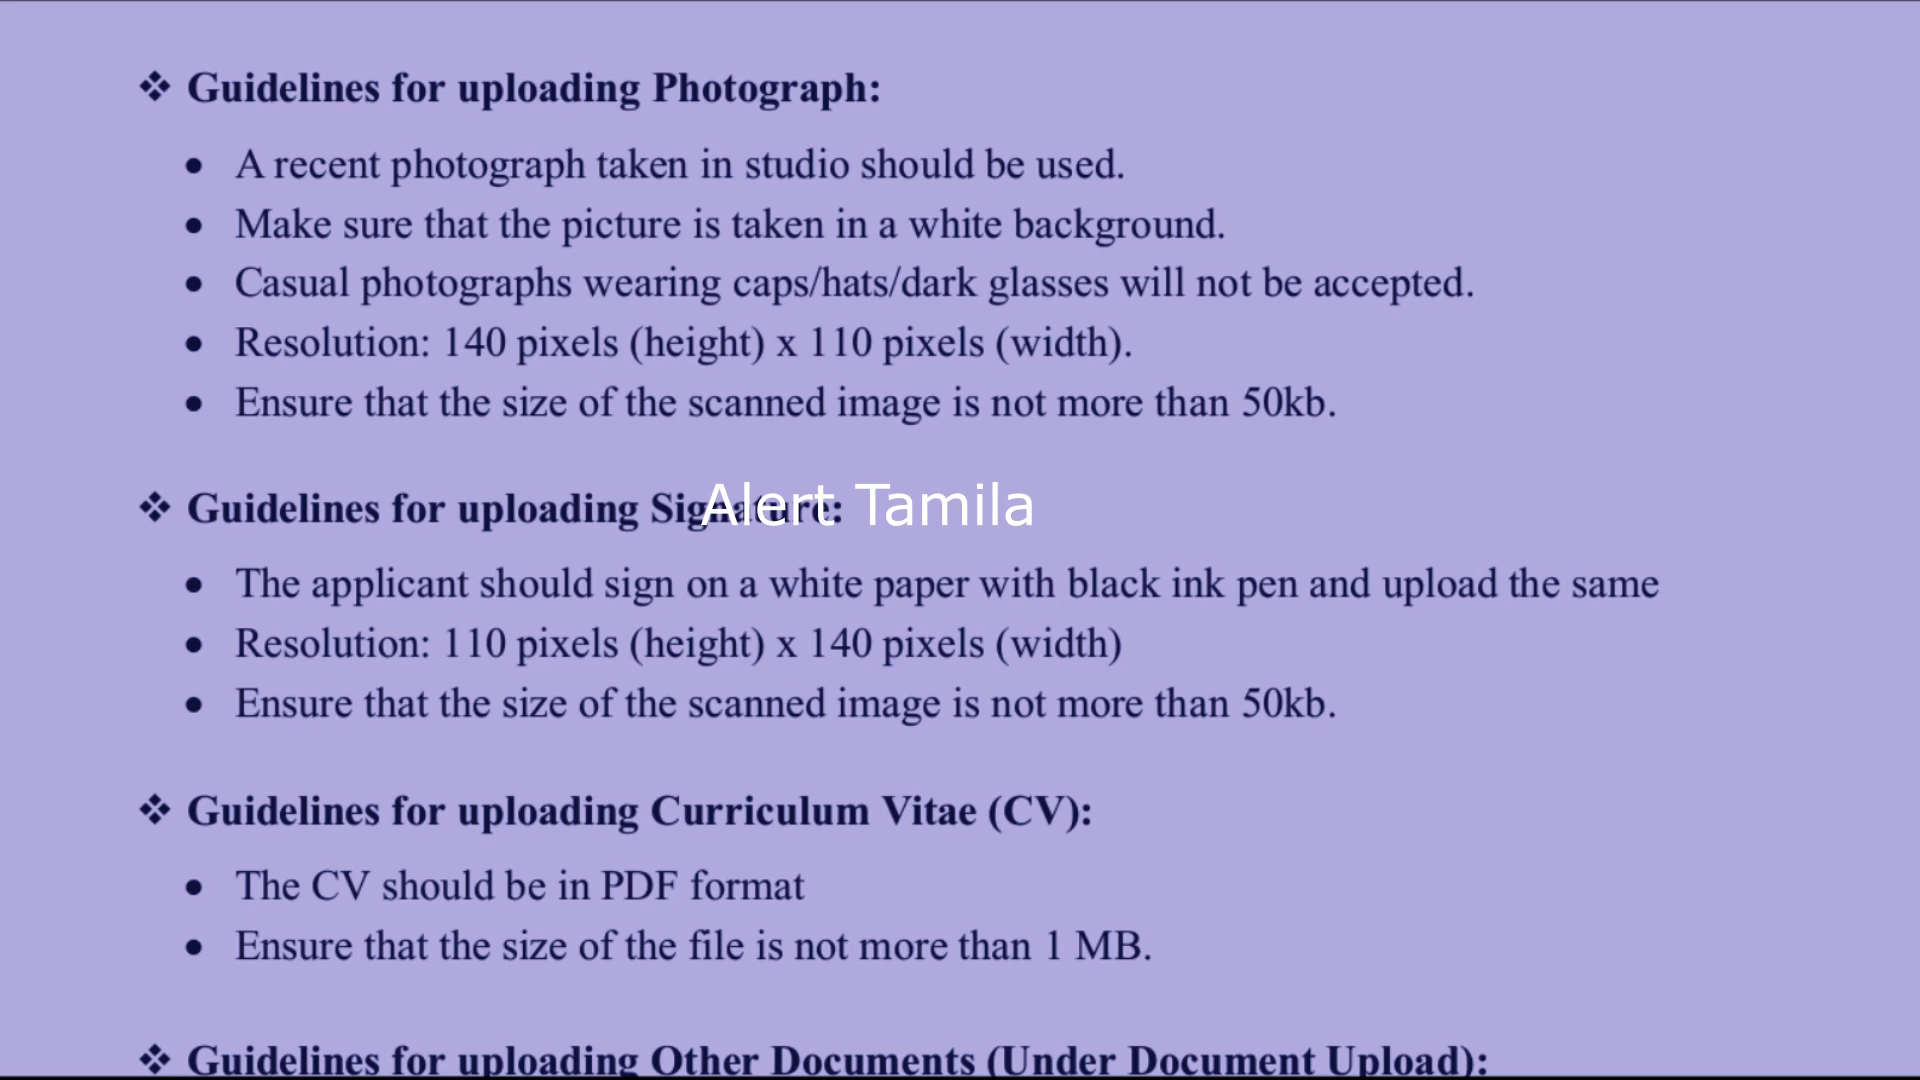 ❖ Guidelines for uploading Photograph:
• A recent photograph taken in studio should be used.
• Make sure that the picture is taken in a white background.
• Casual photographs wearing caps/hats/dark glasses will not be accepted.
• Resolution: 140 pixels (height) x 110 pixels (width).
• Ensure that the size of the scanned image is not more than 50kb.
❖ Guidelines for uploading Signature:
Alert Tamila
• The applicant should sign on a white paper with black ink pen and upload the same
• Resolution: 110 pixels (height) x 140 pixels (width)
• Ensure that the size of the scanned image is not more than 50kb.
❖ Guidelines for uploading Curriculum Vitae (CV):
• The CV should be in PDF format
• Ensure that the size of the file is not more than 1 MB.
❖ Guidelines for uploading Other Documents (Under Document Upload):